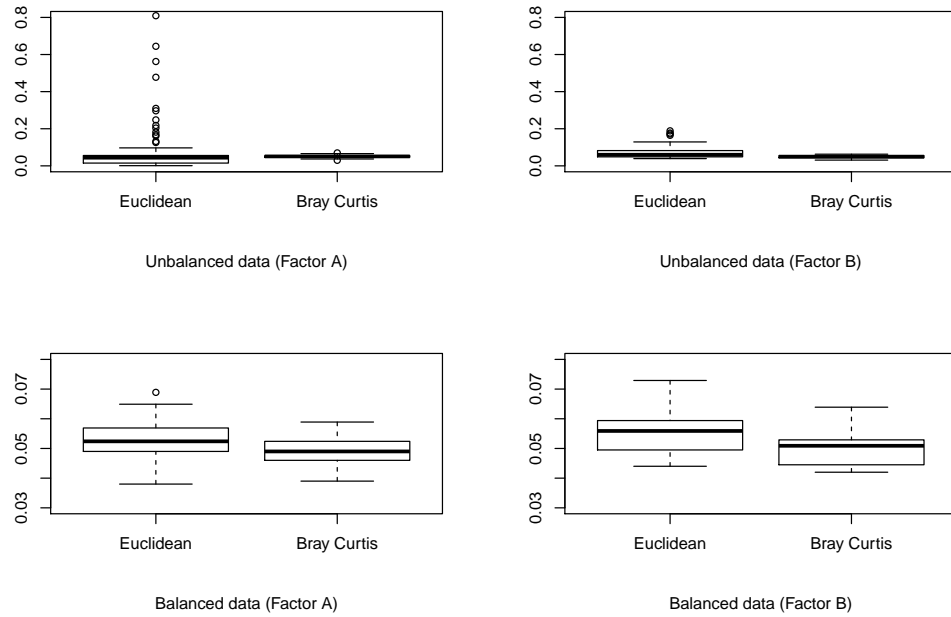 0.8
0.6
0.4
0.2
0.0
Euclidean Bray Curtis
Unbalanced data (Factor A)
0.8
0.6
0.4
0.2
0.0
Euclidean Bray Curtis
Unbalanced data (Factor B)
0.07
0.05
0.03
Euclidean Bray Curtis
Balanced data (Factor A)
0.07
0.05
0.03
Euclidean Bray Curtis
Balanced data (Factor B)